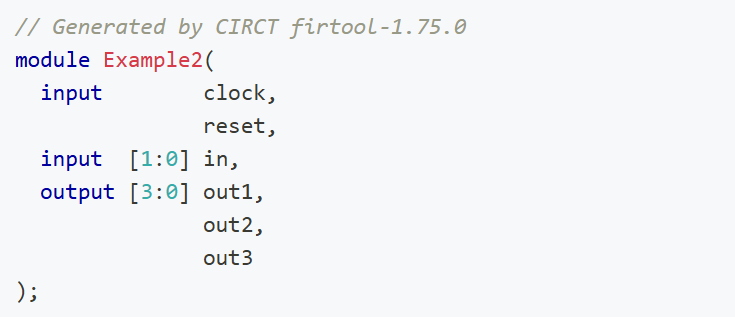 // Generated by CIRCT firtool-1.75.0
module Example2(
  input        clock,
               reset,
  input  [1:0] in,
  output [3:0] out1,
               out2,
               out3
);